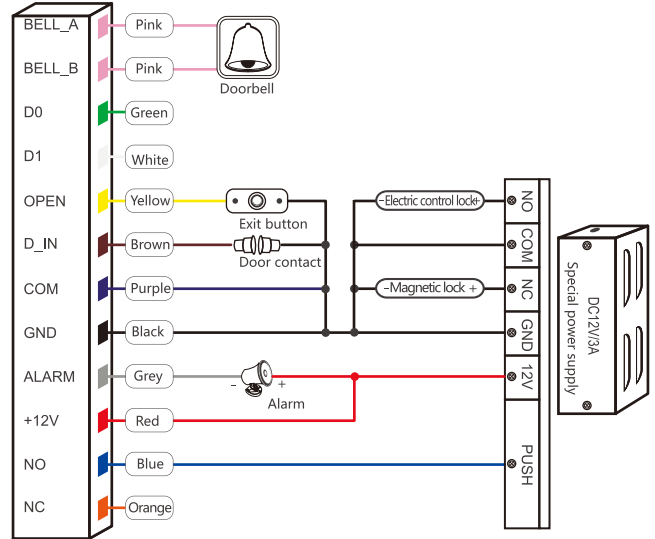 BELL_A Pink
BELL_B Pink
Doorbell
D0 Green
D1 White
OPEN Yellow
Exit button
-Electric control lock+
NO
D_IN Brown
Door contact
COM
COM Purple
-Magnetic lock +
NC
GND Black
GND
ALARM Grey
- +
Alarm
12V
+12V Red
NO Blue
PUSH
NC Orange
DC12V/3A
Special power supply